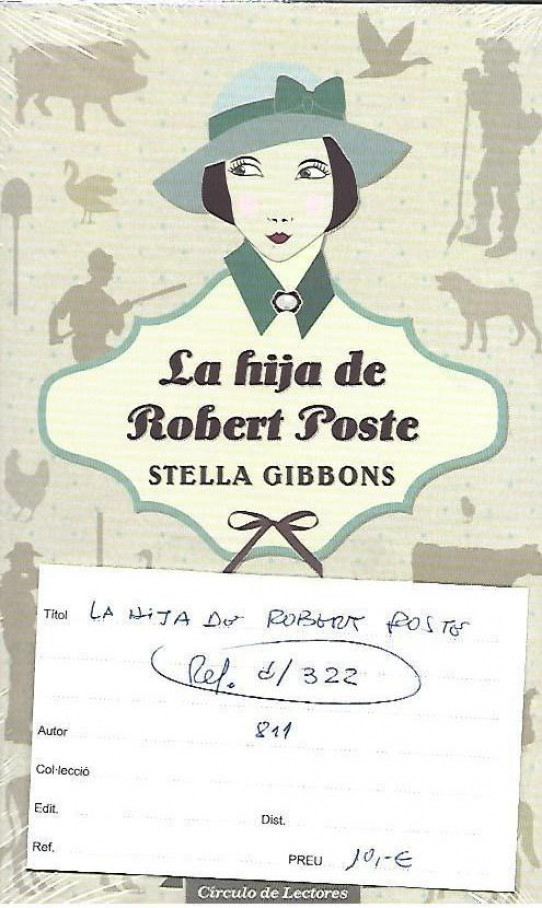 La hija de
Robert Poste
STELLA GIBBONS
Títol LA HIJA DE ROBERT POSTE
Ref. d/322
Autor 811
Col·lecció
Edit. Dist.
Ref. PREU 10,-€
Círculo de Lectores